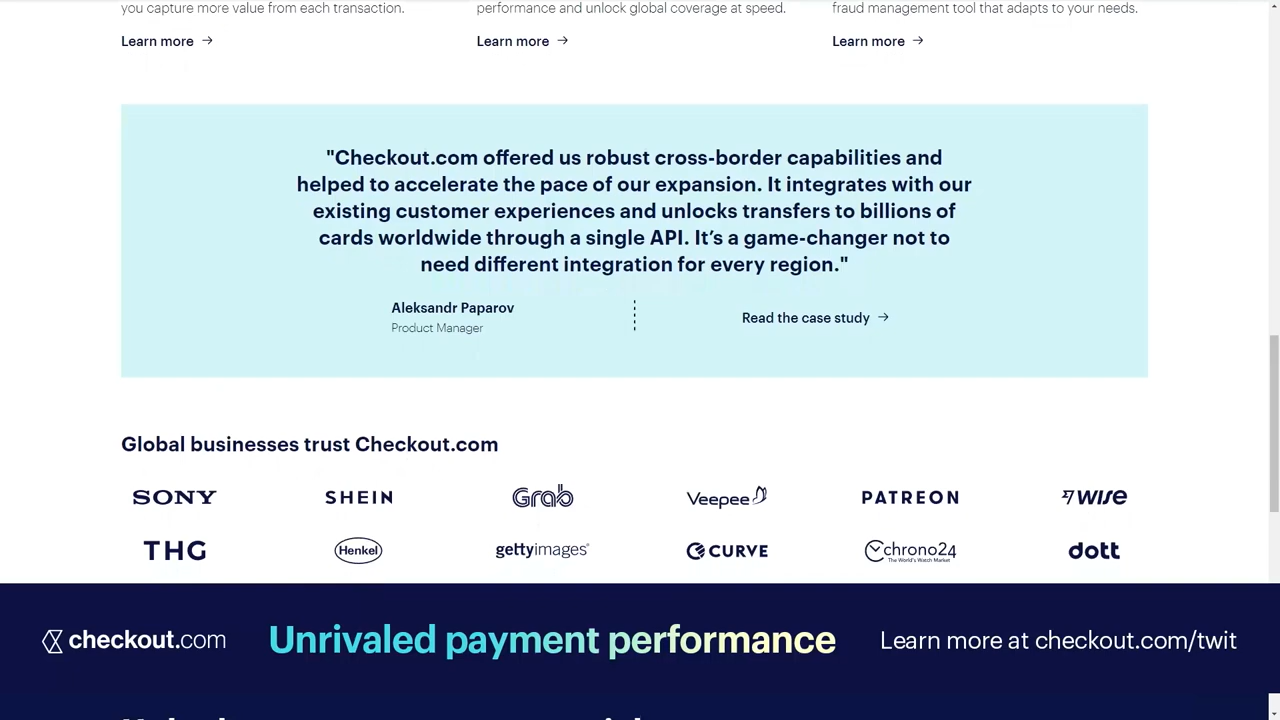 you capture more value from each transaction.
performance and unlock global coverage at speed.
fraud management tool that adapts to your needs.
Learn more →
Learn more →
Learn more →
"Checkout.com offered us robust cross-border capabilities and
helped to accelerate the pace of our expansion. It integrates with our
existing customer experiences and unlocks transfers to billions of
cards worldwide through a single API. It’s a game-changer not to
need different integration for every region."
Aleksandr Paparov
Product Manager
Read the case study →
Global businesses trust Checkout.com
SONY
SHEIN
Grab
Veepee
PATREON
WISE
THG
Henkel
gettyimages®
CURVE
chrono24
The World's Watch Market
dott
checkout.com
Unrivaled payment performance
Learn more at checkout.com/twit